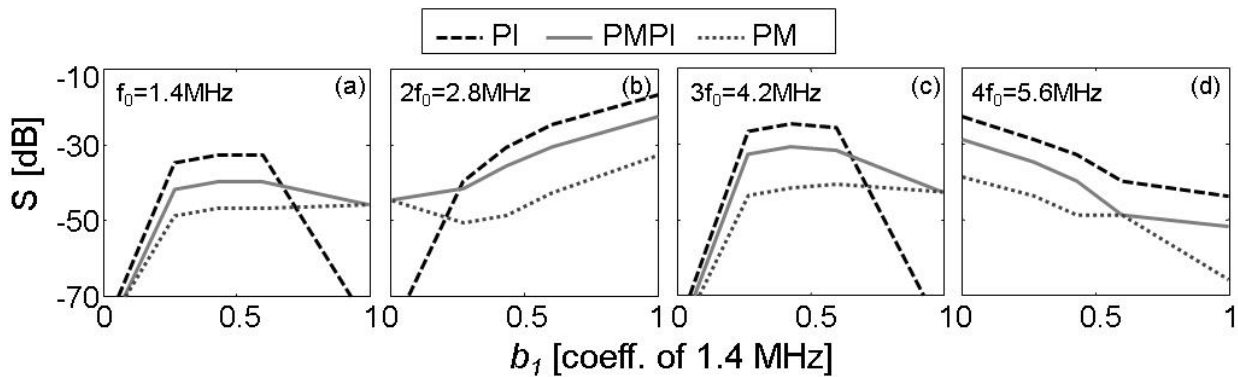 PI PMPI PM
f₀=1.4MHz (a) 2f₀=2.8MHz (b) 3f₀=4.2MHz (c) 4f₀=5.6MHz (d)
S [dB]
-10
-30
-50
-70
0 0.5 1 0 0.5 1 0 0.5 1 0 0.5 1
b₁ [coeff. of 1.4 MHz]